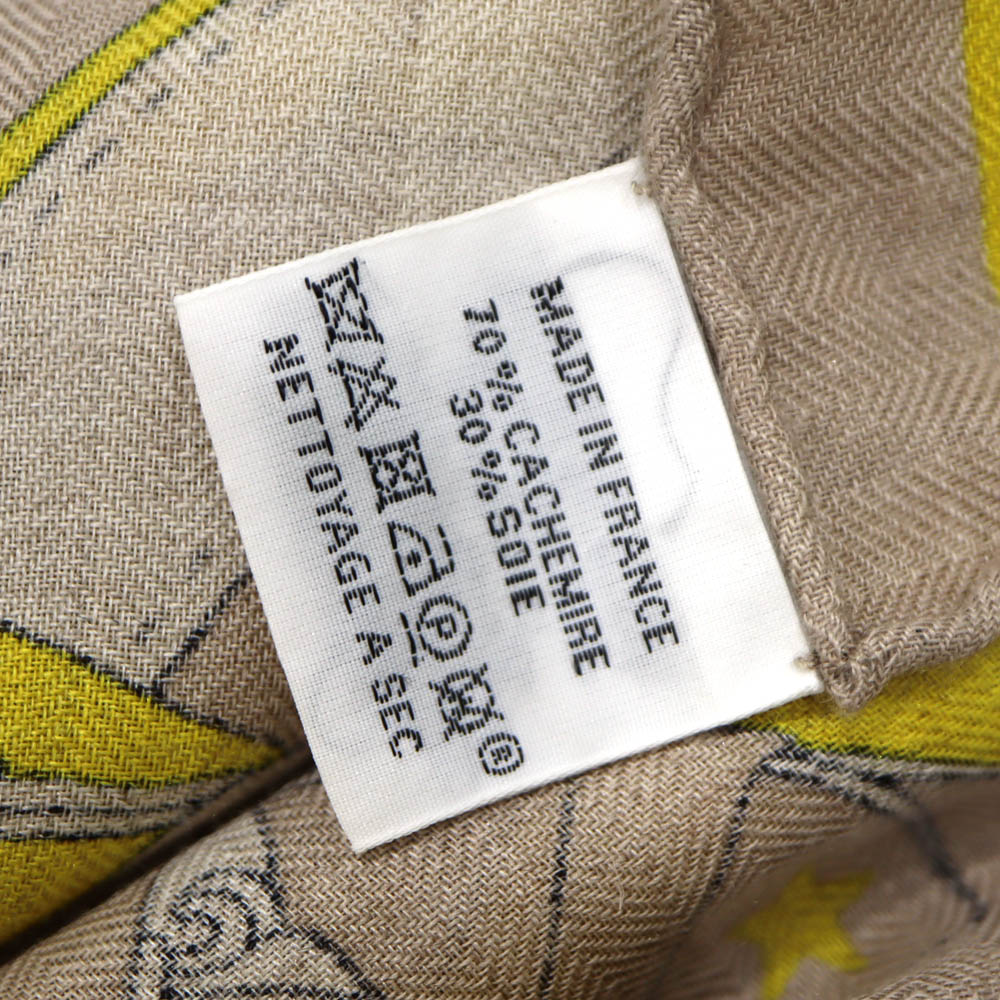 MADE IN FRANCE
70 % CACHEMIRE
30 % SOIE
P ®
NETTOYAGE A SEC